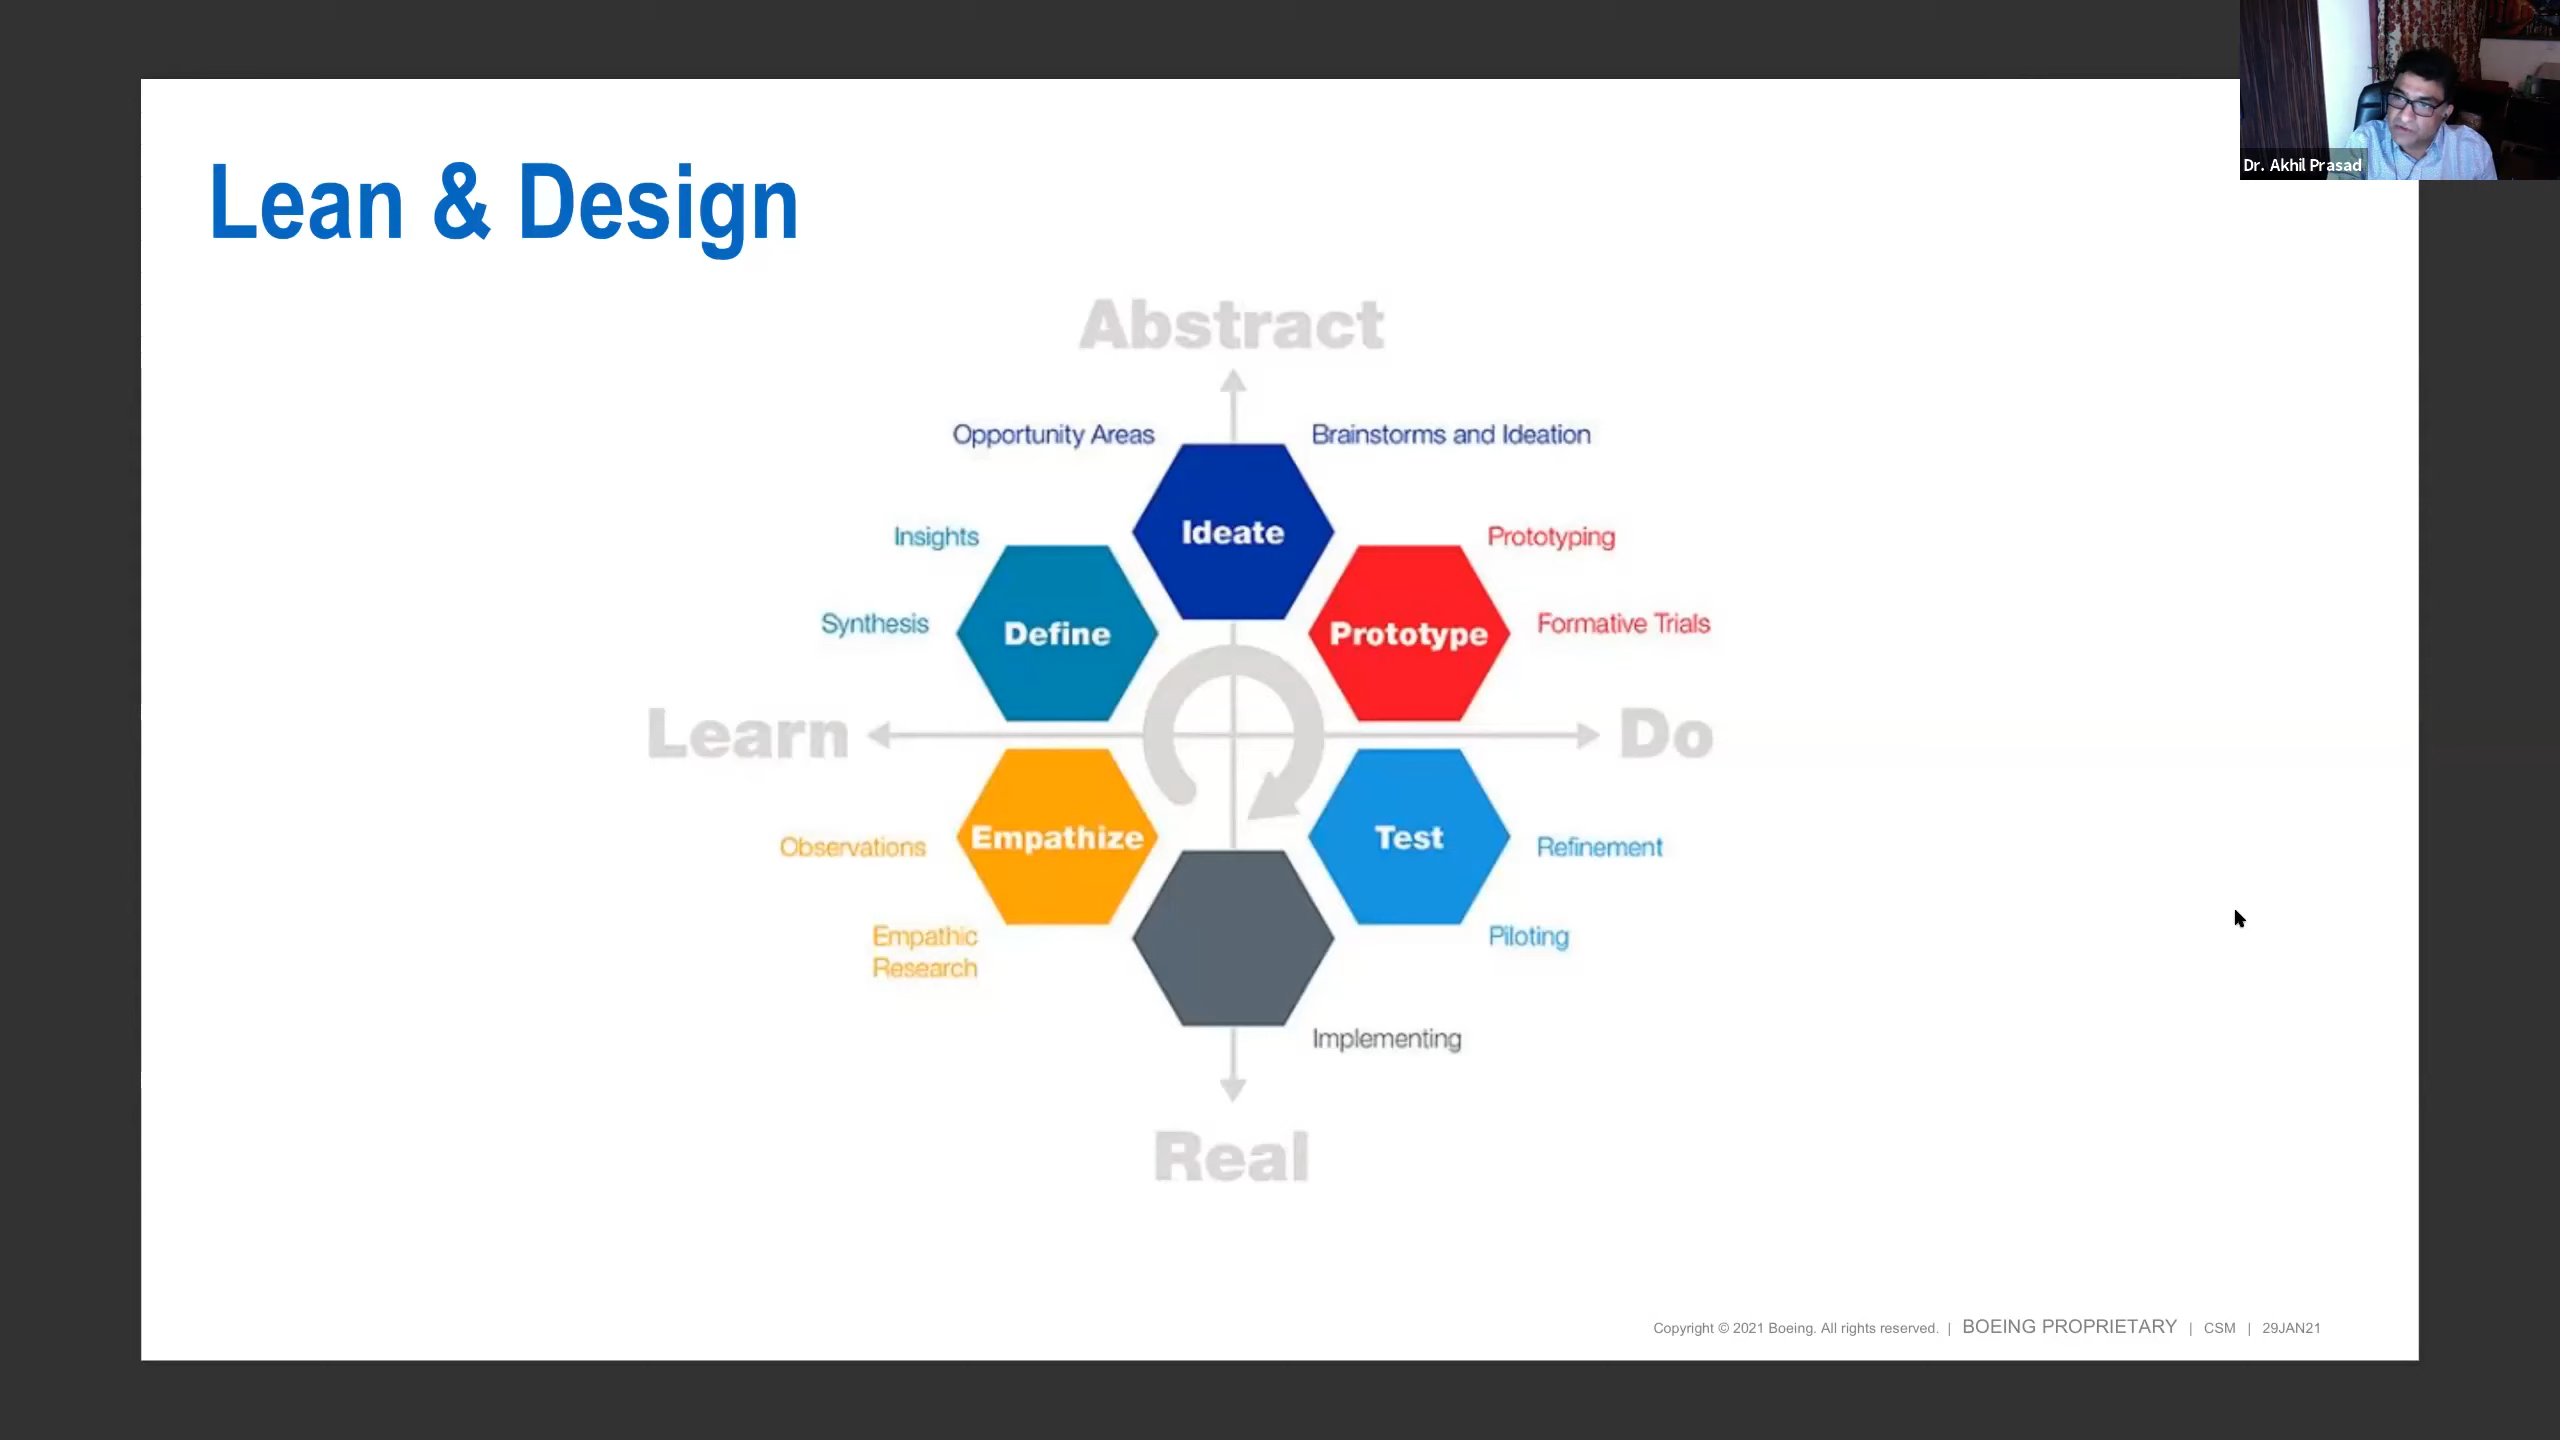 Dr. Akhil Prasad
Lean & Design
Abstract
Opportunity Areas
Brainstorms and Ideation
Ideate
Insights
Prototyping
Synthesis
Define
Prototype
Formative Trials
Learn
Do
Observations
Empathize
Test
Refinement
Empathic
Research
Piloting
Implementing
Real
Copyright © 2021 Boeing. All rights reserved. | BOEING PROPRIETARY | CSM | 29JAN21